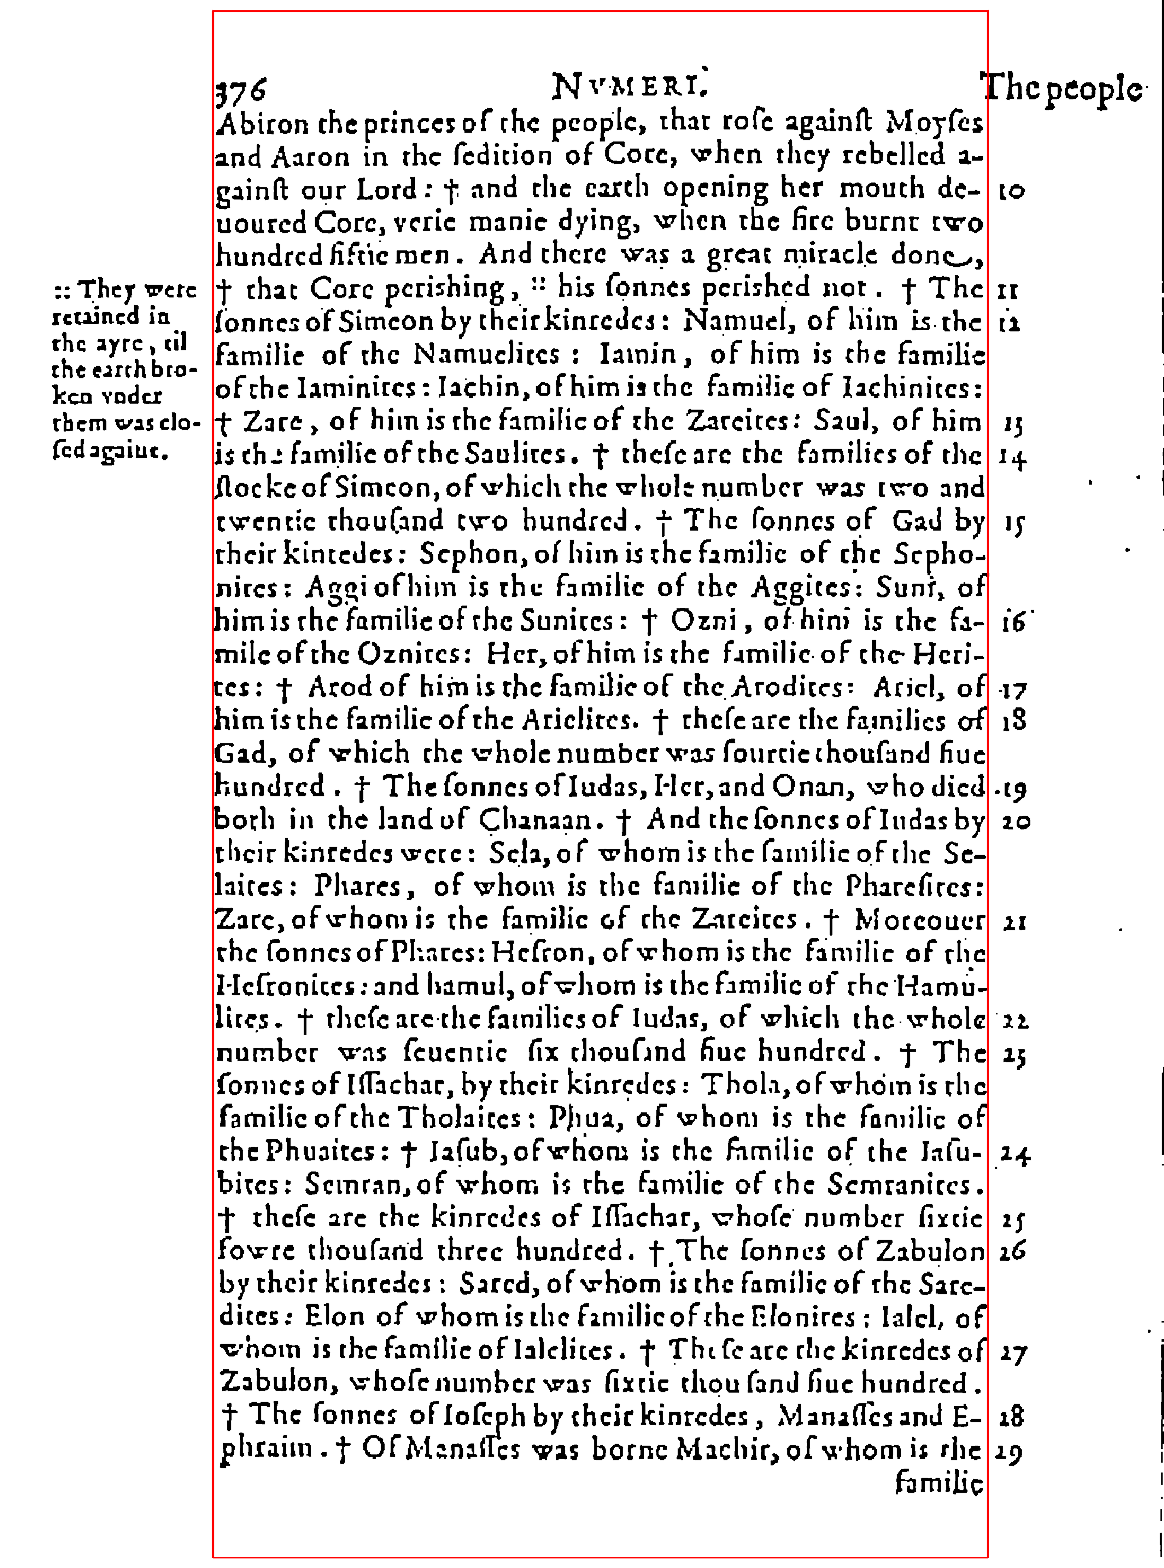 376 NVMERI. The people
Abiron the princes of the people, that rose against Moyses
and Aaron in the sedition of Core, when they rebelled a-
gainst our Lord: † and the earth opening her mouth de- 10
uoured Core, verie manie dying, when the fire burnt two
hundred fiftie men. And there was a great miracle done,
† that Core perishing, :: his sonnes perished not. † The 11
sonnes of Simeon by their kinredes: Namuel, of him is the 12
familie of the Namuelites: Iamin, of him is the familie
of the Iaminites: Iachin, of him is the familie of Iachinites:
† Zare, of him is the familie of the Zareites: Saul, of him 13
is the familie of the Saulites. † these are the families of the 14
stocke of Simeon, of which the whole number was two and
twentie thousand two hundred. † The sonnes of Gad by 15
their kinredes: Sephon, of him is the familie of the Sepho-
nites: Aggi of him is the familie of the Aggites: Suni, of
him is the familie of the Sunites: † Ozni, of him is the fa- 16
milie of the Oznites: Her, of him is the familie of the Heri-
tes: † Arod of him is the familie of the Arodites: Ariel, of 17
him is the familie of the Arielites. † these are the families of 18
Gad, of which the whole number was fourtie thousand fiue
hundred. † The sonnes of Iudas, Her, and Onan, who died 19
both in the land of Chanaan. † And the sonnes of Iudas by 20
their kinredes were: Sela, of whom is the familie of the Se-
laites: Phares, of whom is the familie of the Pharesites:
Zare, of whom is the familie of the Zareites. † Moreouer 21
the sonnes of Phares: Hesron, of whom is the familie of the
Hesronites: and hamul, of whom is the familie of the Hamu-
lites. † these are the families of Iudas, of which the whole 22
number was seuentie six thousand fiue hundred. † The 23
sonnes of Issachar, by their kinredes: Thola, of whom is the
familie of the Tholaites: Phua, of whom is the familie of
the Phuaites: † Iasub, of whom is the familie of the Iasu- 24
bites: Semran, of whom is the familie of the Semranites.
† these are the kinredes of Issachar, whose number sixtie 25
fowre thousand three hundred. † The sonnes of Zabulon 26
by their kinredes: Sared, of whom is the familie of the Sare-
dites: Elon of whom is the familie of the Elonites: Ialel, of
whom is the familie of Ialelites. † These are the kinredes of 27
Zabulon, whose number was sixtie thousand fiue hundred.
† The sonnes of Ioseph by their kinredes, Manasses and E- 28
phraim. † Of Manasses was borne Machir, of whom is the 29
familie
:: They were
retained in
the ayre, til
the earth bro-
ken vnder
them was clo-
sed againe.